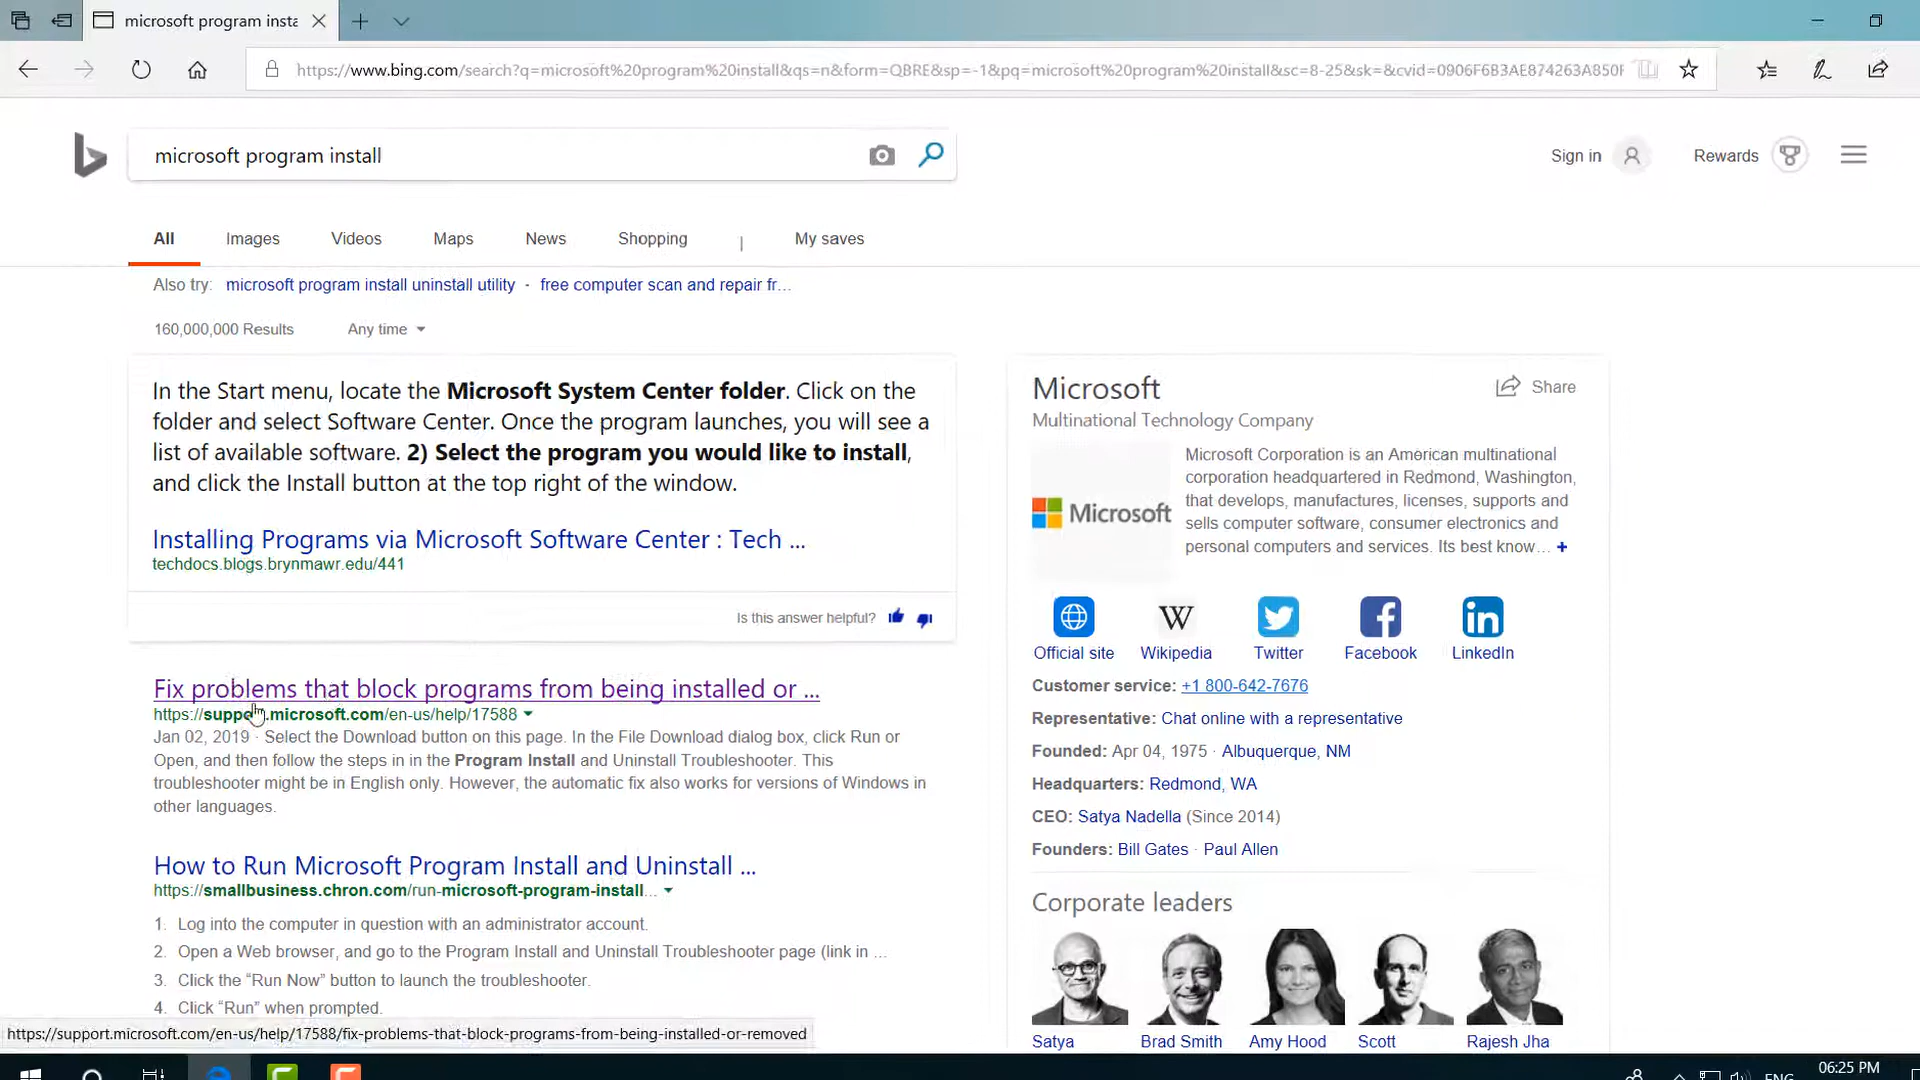 microsoft program insta
https://www.bing.com/search?q=microsoft%20program%20install&qs=n&form=QBRE&sp=-1&pq=microsoft%20program%20install&sc=8-25&sk=&cvid=0906F6B3AE874263A850F
microsoft program install
Sign in
Rewards
All
Images
Videos
Maps
News
Shopping
|
My saves
Also try: microsoft program install uninstall utility · free computer scan and repair fr...
160,000,000 Results
Any time
In the Start menu, locate the Microsoft System Center folder. Click on the
folder and select Software Center. Once the program launches, you will see a
list of available software. 2) Select the program you would like to install,
and click the Install button at the top right of the window.
Installing Programs via Microsoft Software Center : Tech ...
techdocs.blogs.brynmawr.edu/441
Is this answer helpful?
Fix problems that block programs from being installed or ...
https://support.microsoft.com/en-us/help/17588
Jan 02, 2019 · Select the Download button on this page. In the File Download dialog box, click Run or
Open, and then follow the steps in in the Program Install and Uninstall Troubleshooter. This
troubleshooter might be in English only. However, the automatic fix also works for versions of Windows in
other languages.
How to Run Microsoft Program Install and Uninstall ...
https://smallbusiness.chron.com/run-microsoft-program-install...
1. Log into the computer in question with an administrator account.
2. Open a Web browser, and go to the Program Install and Uninstall Troubleshooter page (link in ...
3. Click the “Run Now” button to launch the troubleshooter.
4. Click “Run” when prompted.
https://support.microsoft.com/en-us/help/17588/fix-problems-that-block-programs-from-being-installed-or-removed
Microsoft
Share
Multinational Technology Company
Microsoft
Microsoft Corporation is an American multinational
corporation headquartered in Redmond, Washington,
that develops, manufactures, licenses, supports and
sells computer software, consumer electronics and
personal computers and services. Its best know... +
W
Official site
Wikipedia
Twitter
Facebook
LinkedIn
Customer service: +1 800-642-7676
Representative: Chat online with a representative
Founded: Apr 04, 1975 · Albuquerque, NM
Headquarters: Redmond, WA
CEO: Satya Nadella (Since 2014)
Founders: Bill Gates · Paul Allen
Corporate leaders
Satya
Brad Smith
Amy Hood
Scott
Rajesh Jha
ENG
06:25 PM